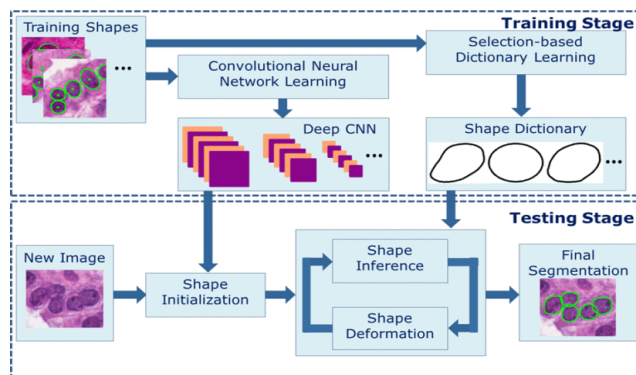 Training Shapes
...
Training Stage
Convolutional Neural
Network Learning
Selection-based
Dictionary Learning
Deep CNN
...
Shape Dictionary
...
Testing Stage
New Image
Shape
Initialization
Shape
Inference
Shape
Deformation
Final
Segmentation